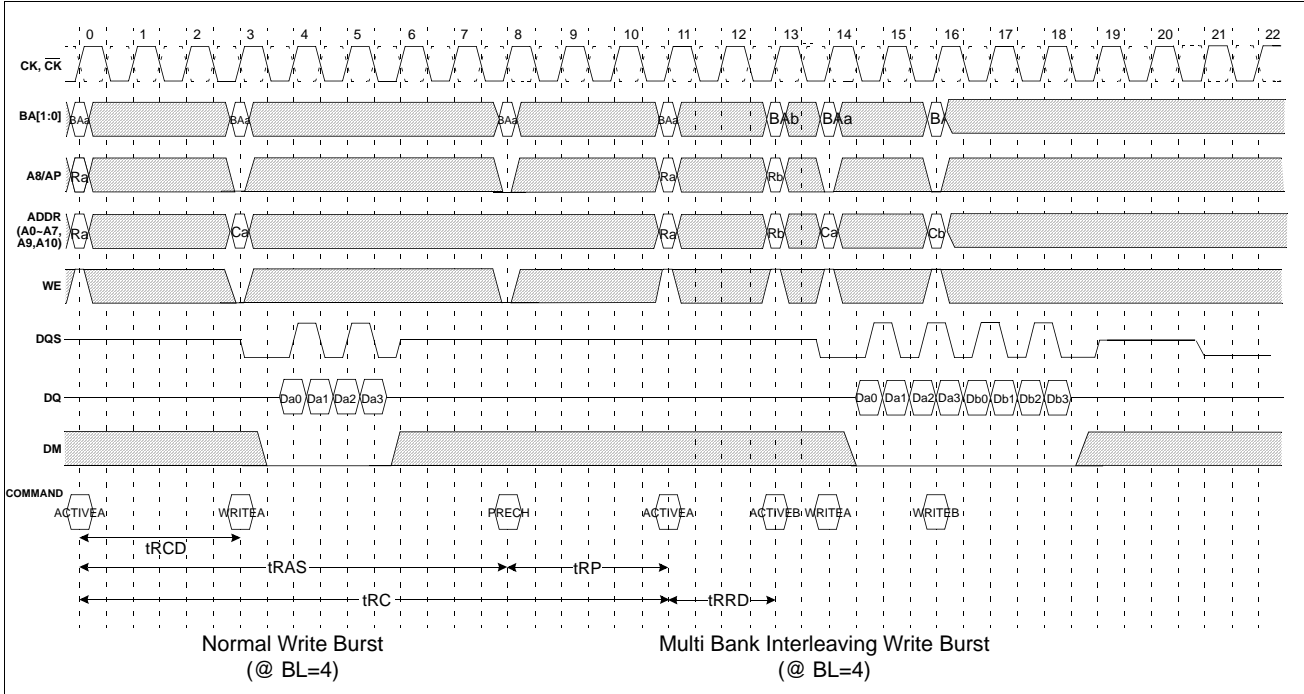 0 1 2 3 4 5 6 7 8 9 10 11 12 13 14 15 16 17 18 19 20 21 22
CK, CK
BA[1:0] BAa BAa BAa BAa BAb BAa BA
A8/AP Ra Ra Rb
ADDR
(A0~A7,
A9,A10)
Ra Ca Ra Rb Ca Cb
WE
DQS
DQ Da0 Da1 Da2 Da3 Da0 Da1 Da2 Da3 Db0 Db1 Db2 Db3
DM
COMMAND
ACTIVEA WRITEA PRECH ACTIVEA ACTIVEB WRITEA WRITEB
tRCD
tRAS tRP
tRC tRRD
Normal Write Burst
(@ BL=4)
Multi Bank Interleaving Write Burst
(@ BL=4)